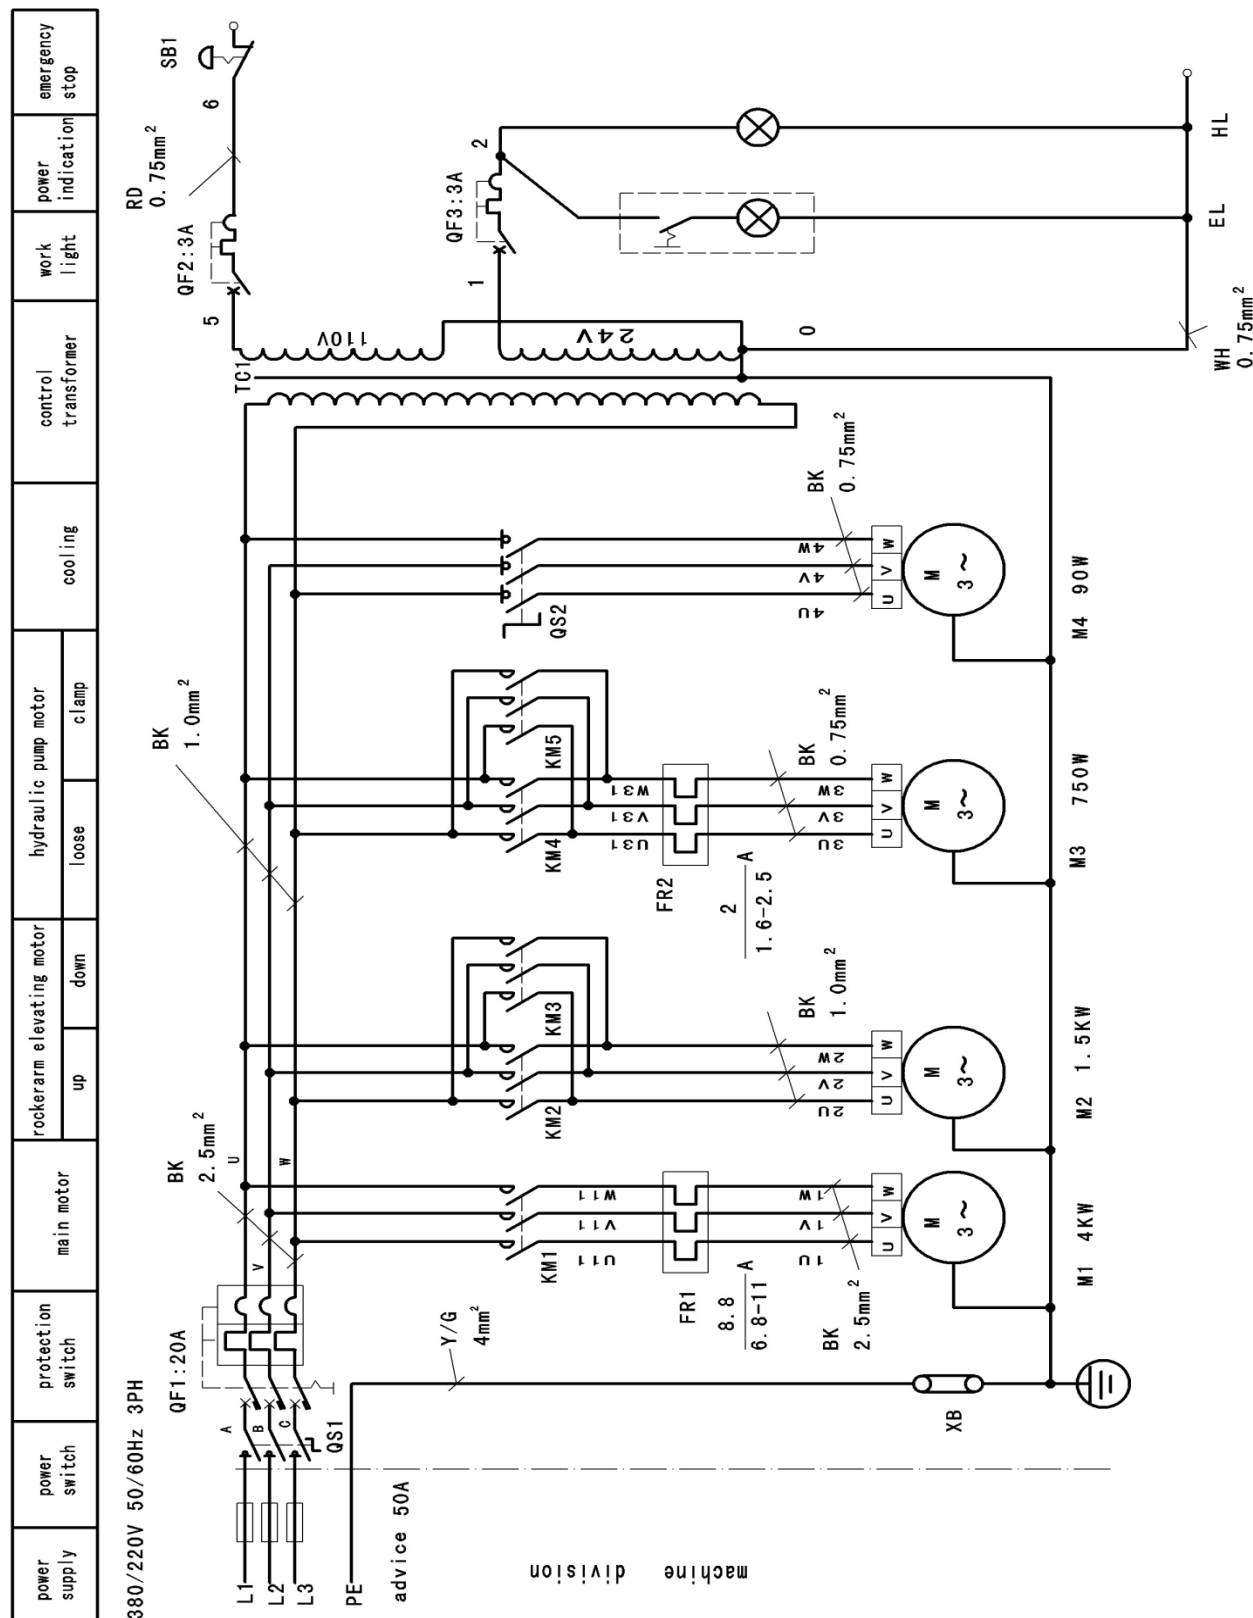 power supply
power switch
protection switch
main motor
rockerarm elevating motor
up
down
hydraulic pump motor
loose
clamp
cooling
control transformer
work light
power indication
emergency stop
380/220V 50/60Hz 3PH
L1
L2
L3
PE
advice 50A
machine division
A
B
C
QS1
QF1:20A
U
V
W
BK
2.5mm²
BK
1.0mm²
Y/G
4mm²
XB
KM1
U11
V11
W11
FR1
8.8
6.8-11
A
1U
1V
1W
BK
2.5mm²
U
V
W
M
3~
M1 4KW
KM2
KM3
2U
2V
2W
BK
1.0mm²
U
V
W
M
3~
M2 1.5KW
KM4
KM5
U31
V31
W31
FR2
2
1.6-2.5
A
3U
3V
3W
BK
0.75mm²
U
V
W
M
3~
M3 750W
QS2
4U
4V
4W
BK
0.75mm²
U
V
W
M
3~
M4 90W
TC1
110V
24V
5
QF2:3A
RD
0.75mm²
6
SB1
1
QF3:3A
2
0
WH
0.75mm²
EL
HL